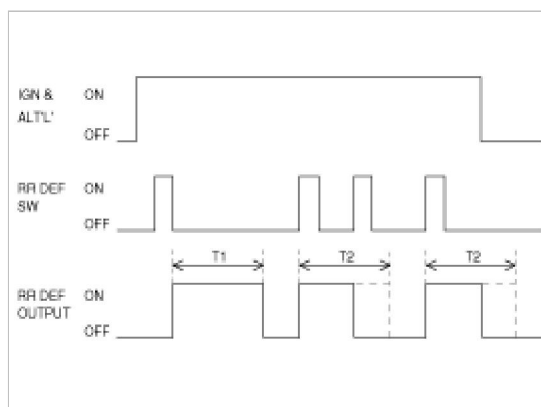 IGN & ON
ALT'L'
OFF
RR DEF ON
SW
OFF
T1 T2 T2
RR DEF ON
OUTPUT
OFF